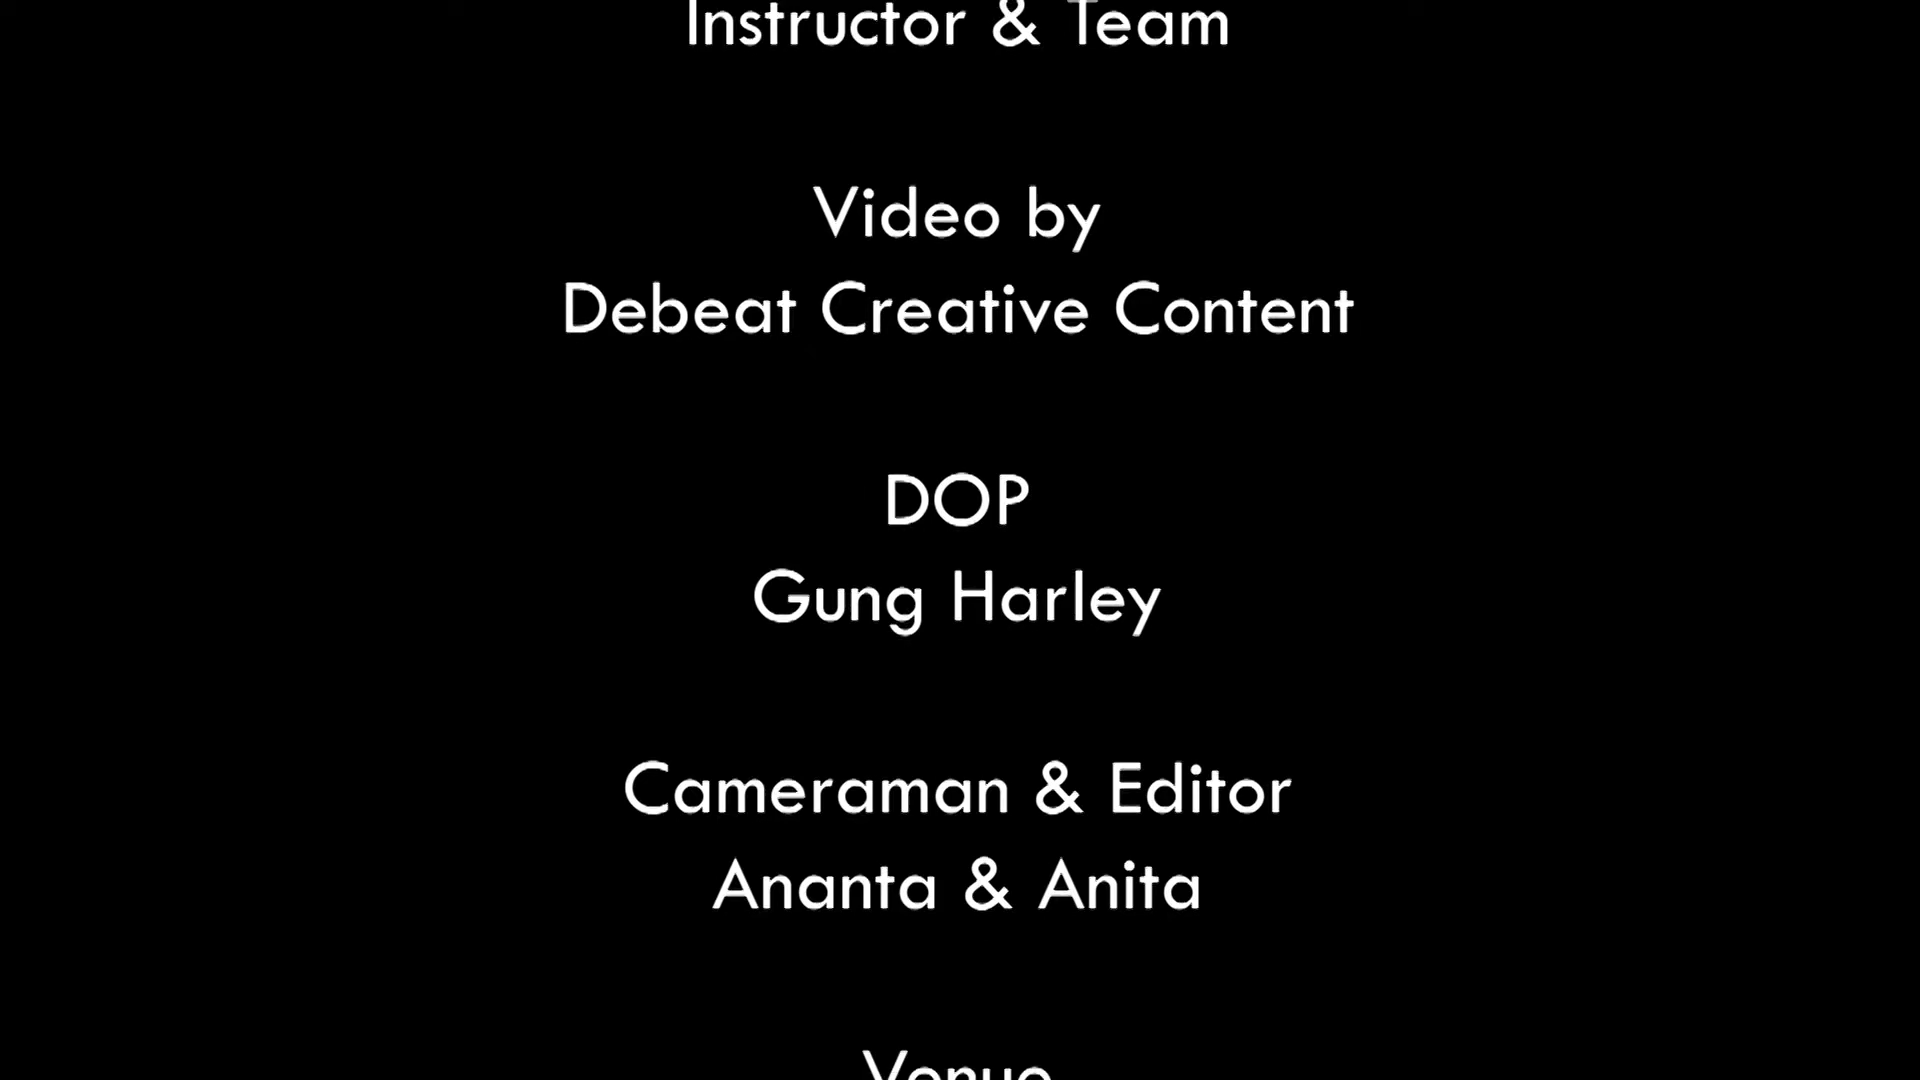 Instructor & Team
Video by
Debeat Creative Content
DOP
Gung Harley
Cameraman & Editor
Ananta & Anita
Venue